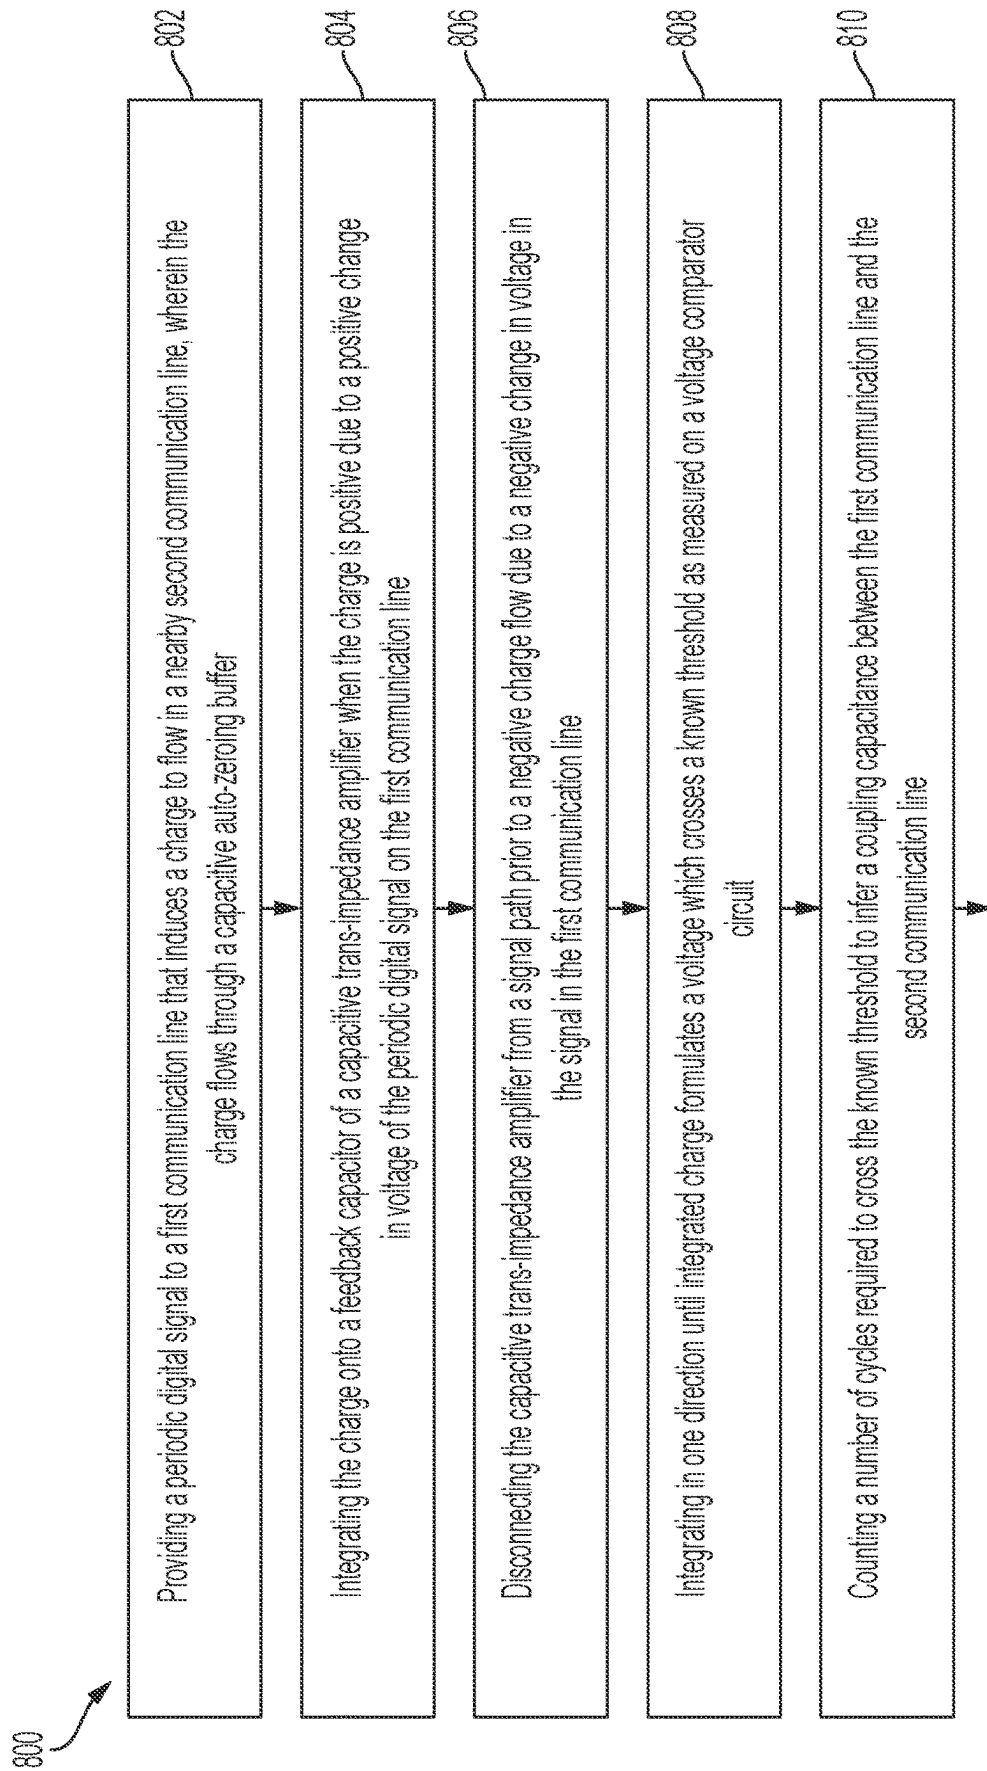 800
Providing a periodic digital signal to a first communication line that induces a charge to flow in a nearby second communication line, wherein the
charge flows through a capacitive auto-zeroing buffer
802
Integrating the charge onto a feedback capacitor of a capacitive trans-impedance amplifier when the charge is positive due to a positive change
in voltage of the periodic digital signal on the first communication line
804
Disconnecting the capacitive trans-impedance amplifier from a signal path prior to a negative charge flow due to a negative change in voltage in
the signal in the first communication line
806
Integrating in one direction until integrated charge formulates a voltage which crosses a known threshold as measured on a voltage comparator
circuit
808
Counting a number of cycles required to cross the known threshold to infer a coupling capacitance between the first communication line and the
second communication line
810